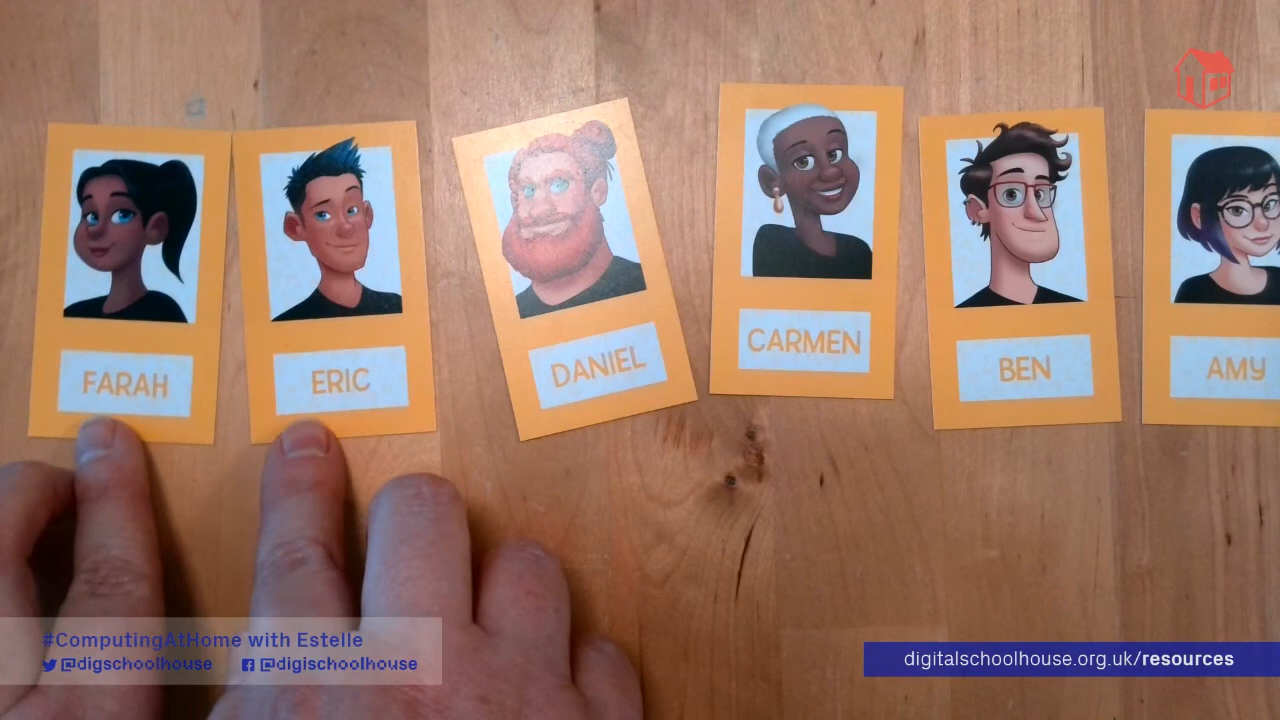 FARAH
ERIC
DANIEL
CARMEN
BEN
AMY
#ComputingAtHome with Estelle
@digschoolhouse @digischoolhouse
digitalschoolhouse.org.uk/resources